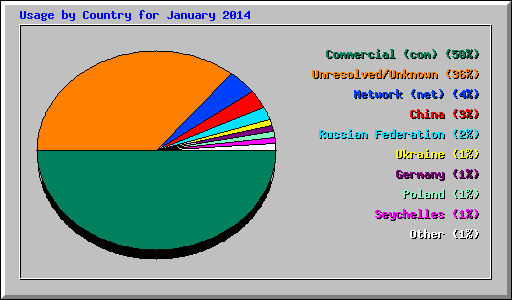 Usage by Country for January 2014
Commercial (com) (50%)
Unresolved/Unknown (36%)
Network (net) (4%)
China (3%)
Russian Federation (2%)
Ukraine (1%)
Germany (1%)
Poland (1%)
Seychelles (1%)
Other (1%)